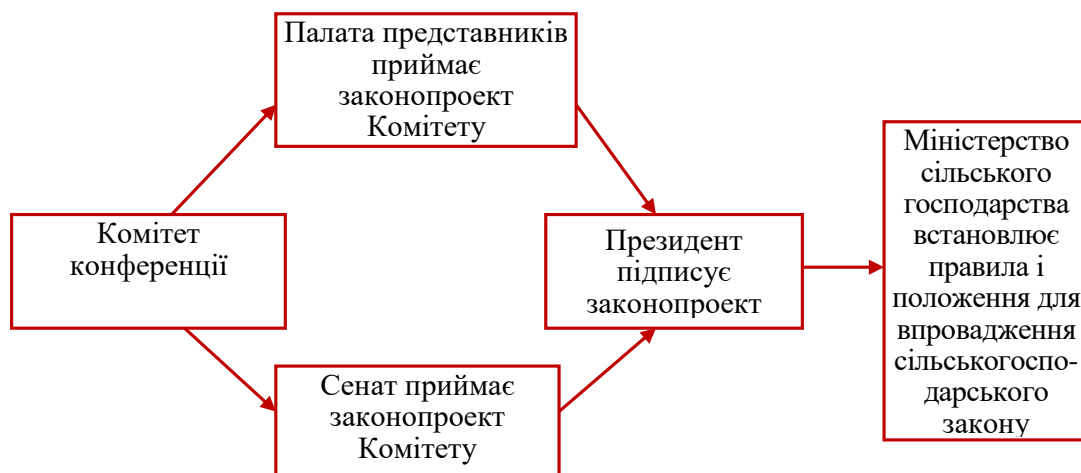 Палата представників
приймає
законопроект
Комітету
Комітет
конференції
Сенат приймає
законопроект
Комітету
Президент
підписує
законопроект
Міністерство
сільського
господарства
встановлює
правила і
положення для
впровадження
сільськогоспо-
дарського
закону